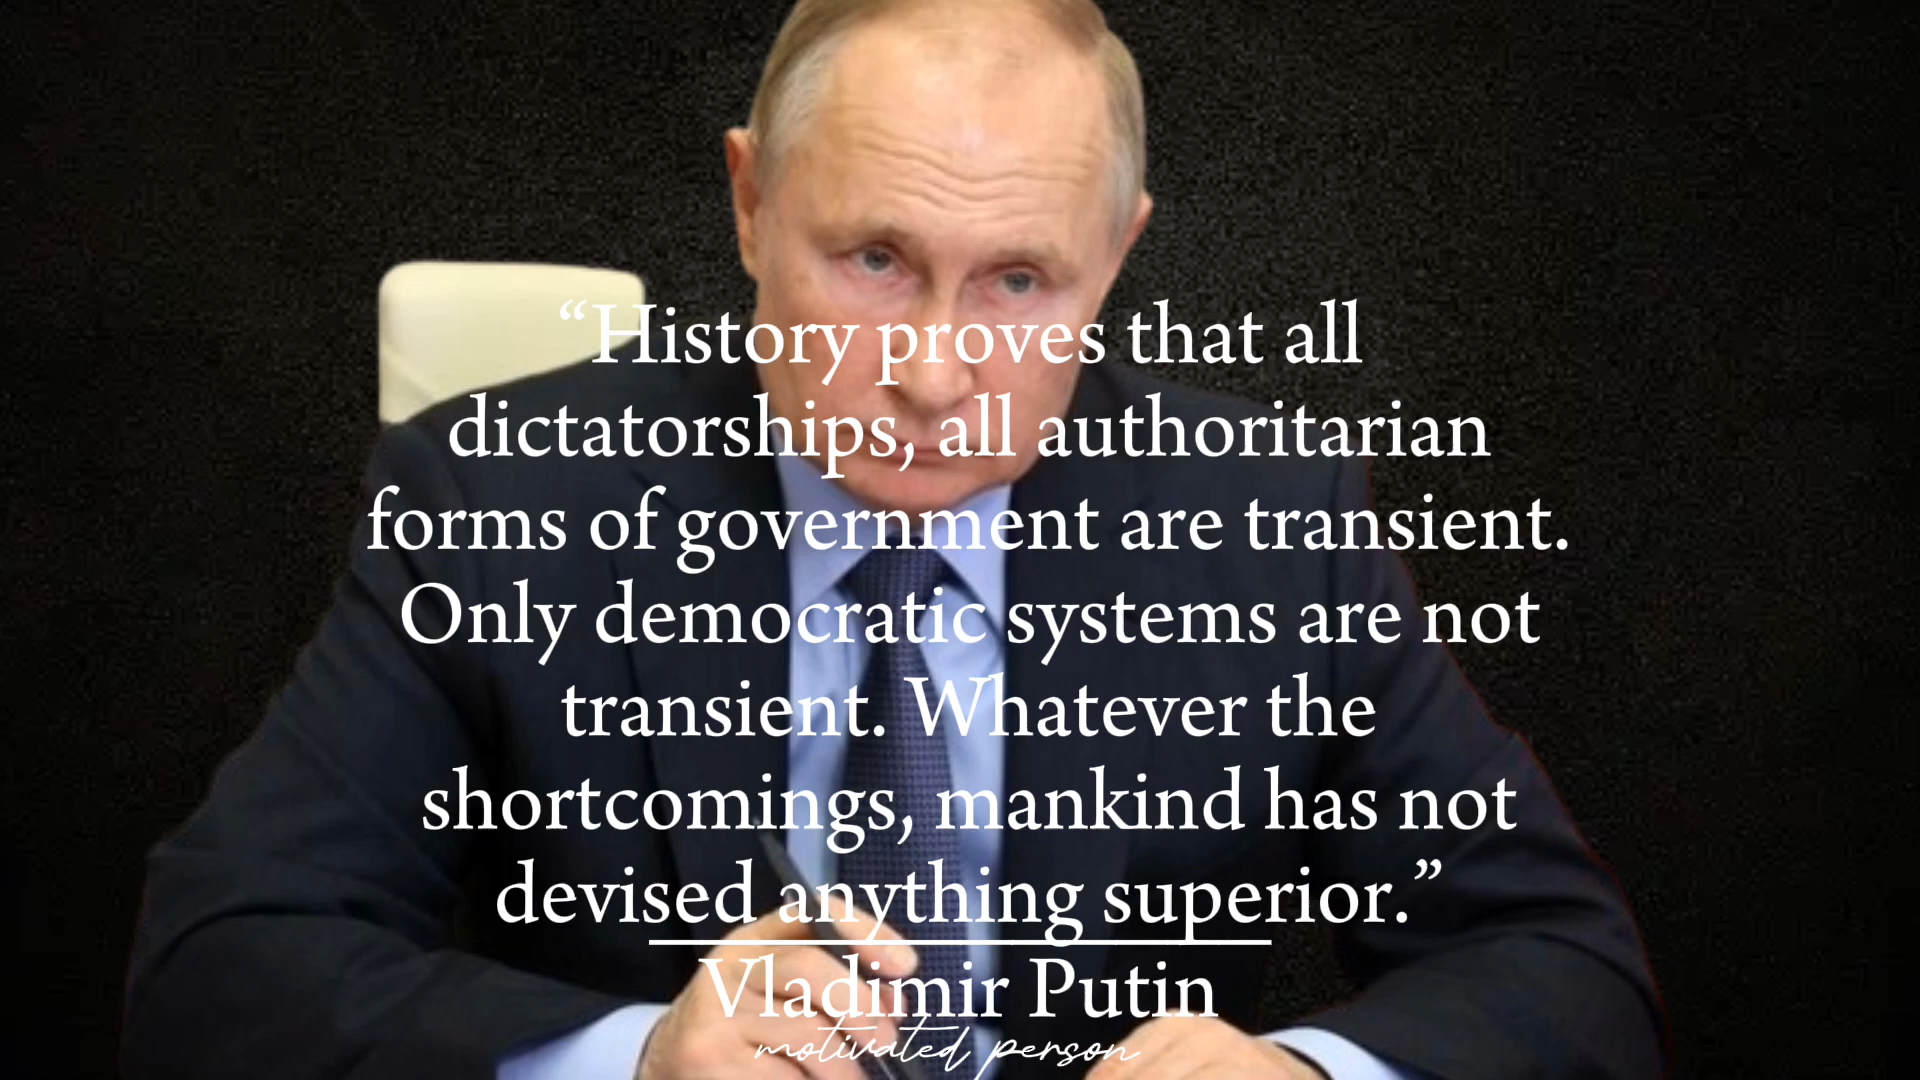 “History proves that all
dictatorships, all authoritarian
forms of government are transient.
Only democratic systems are not
transient. Whatever the
shortcomings, mankind has not
devised anything superior.”
Vladimir Putin
motivated person